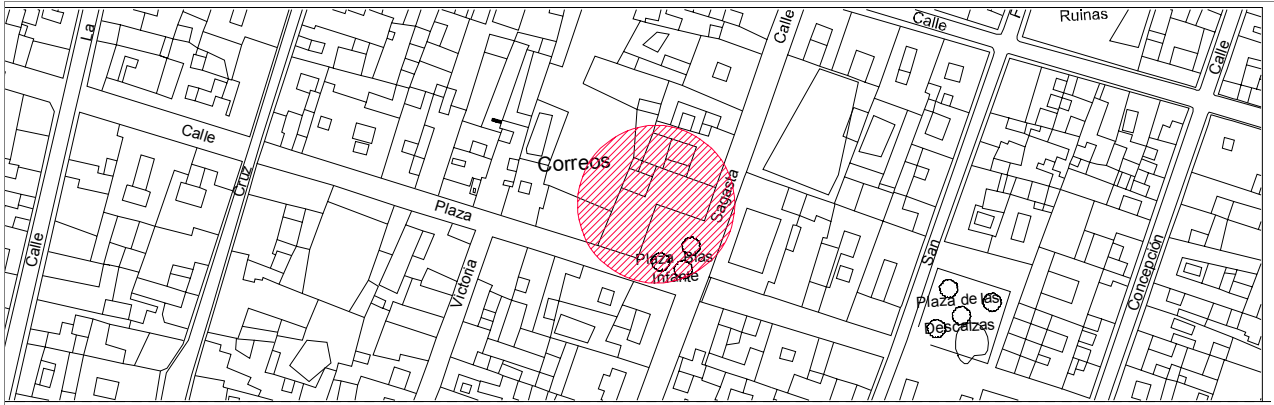 La
Calle
Calle
Ruinas
Calle
Calle
Correos
Cruz
Sagasta
Plaza
Calle
San
Victoria
Plaza Blas
Infante
Concepción
Plaza de las
Descalzas